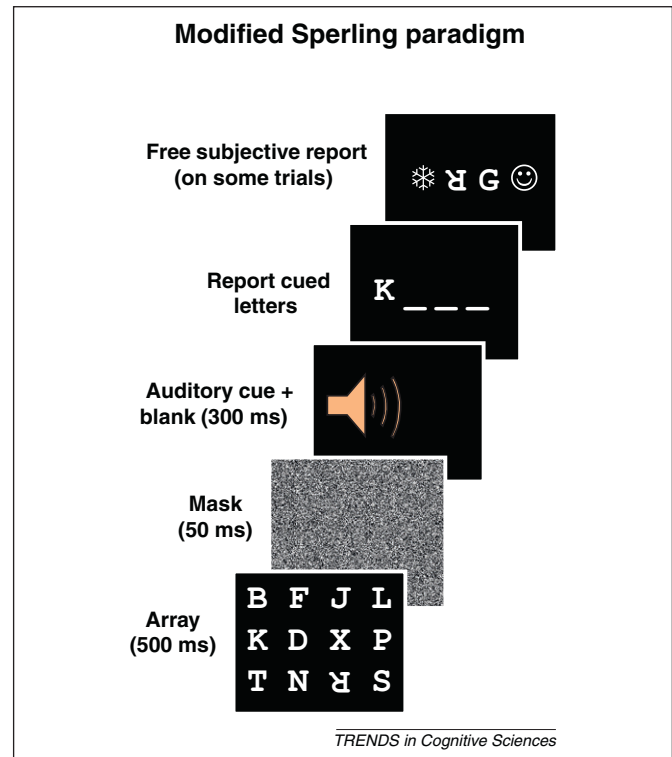 Modified Sperling paradigm
Free subjective report
(on some trials)
❄ ꓤ G ☺
Report cued
letters
K _ _ _
Auditory cue +
blank (300 ms)
Mask
(50 ms)
Array
(500 ms)
B F J L
K D X P
T N ꓤ S
TRENDS in Cognitive Sciences